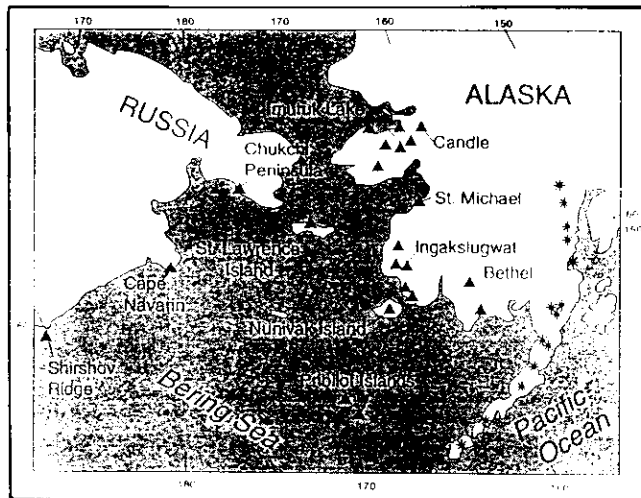 170 180 170 160 150
RUSSIA
ALASKA
Imuruk Lake
Chukchi
Peninsula
Candle
St. Michael
St. Lawrence
Island
Ingakslugwat
Bethel
Cape
Navarin
Nunivak Island
Shirshov
Ridge
Pribilof Islands
Bering Sea
Pacific
Ocean
180 170